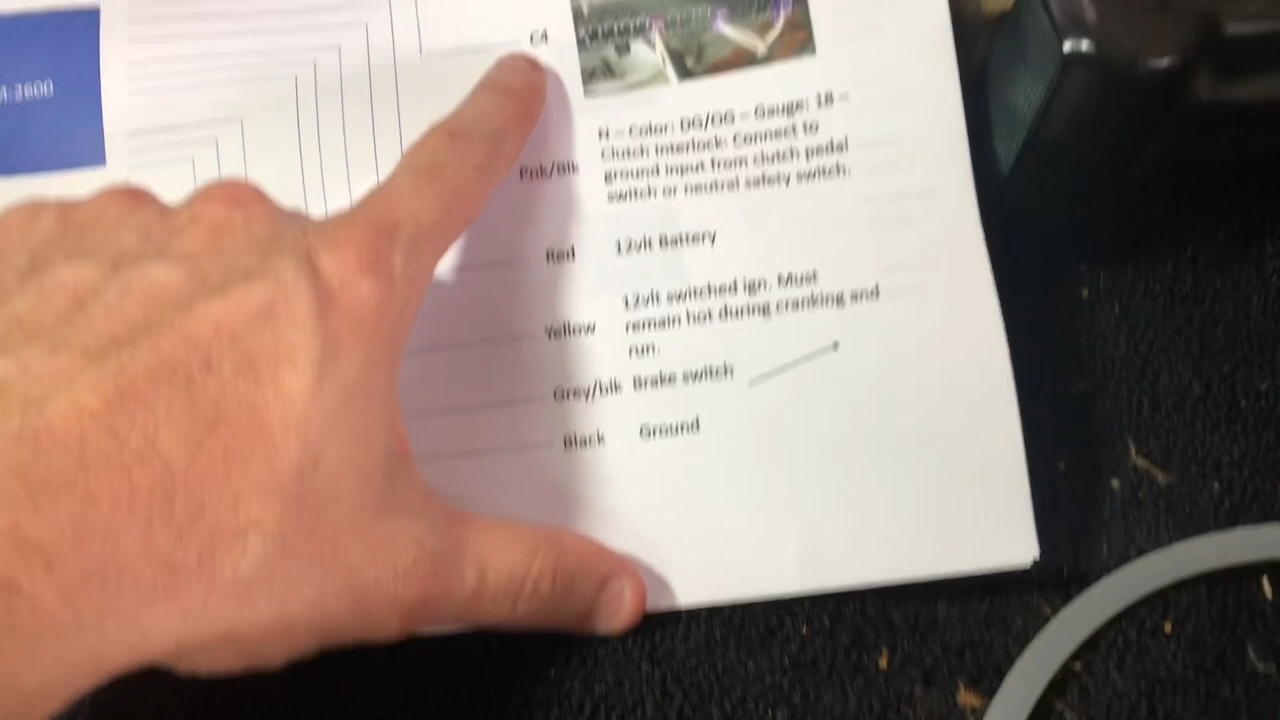 C4
3600
H – Color: DG/OG – Gauge: 18 –
Clutch Interlock: Connect to
ground input from clutch pedal
switch or neutral safety switch.
Pnk/Blk
Red 12vlt Battery
12vlt switched ign. Must
Yellow remain hot during cranking and
run.
Grey/blk Brake switch
Black Ground